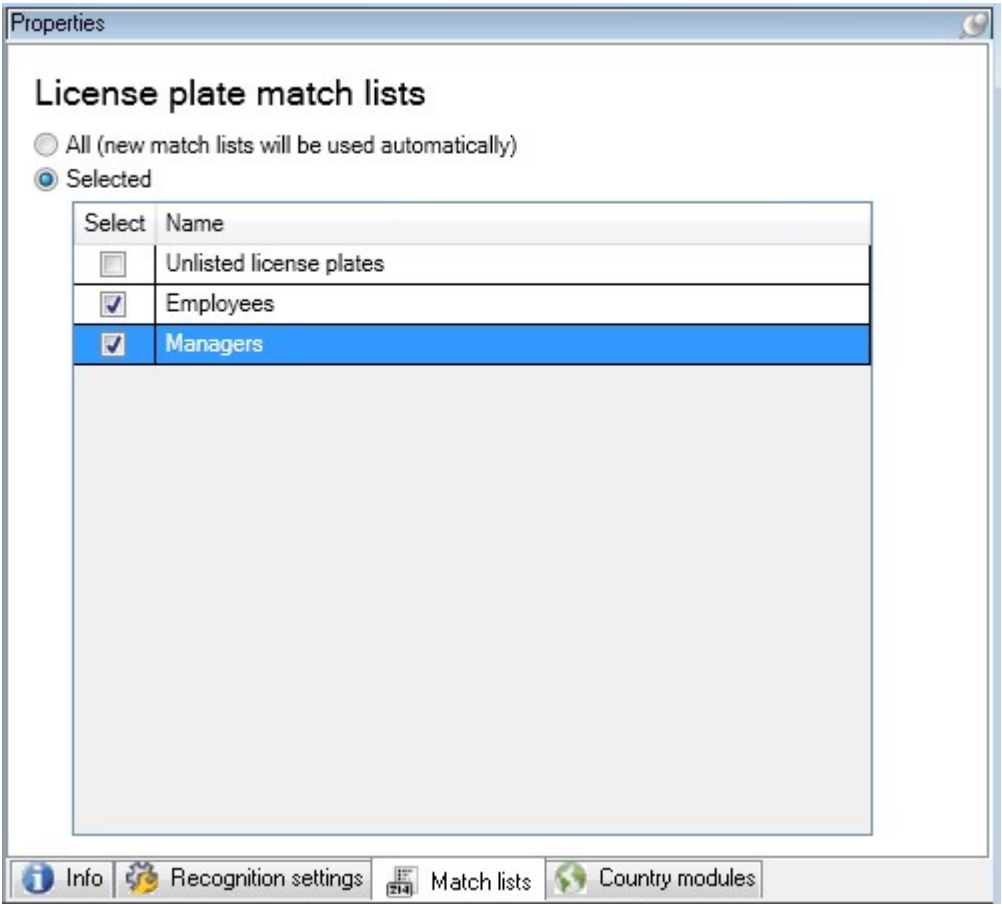 Properties
License plate match lists
All (new match lists will be used automatically)
Selected
Select Name
Unlisted license plates
Employees
Managers
Info Recognition settings 214 Match lists Country modules